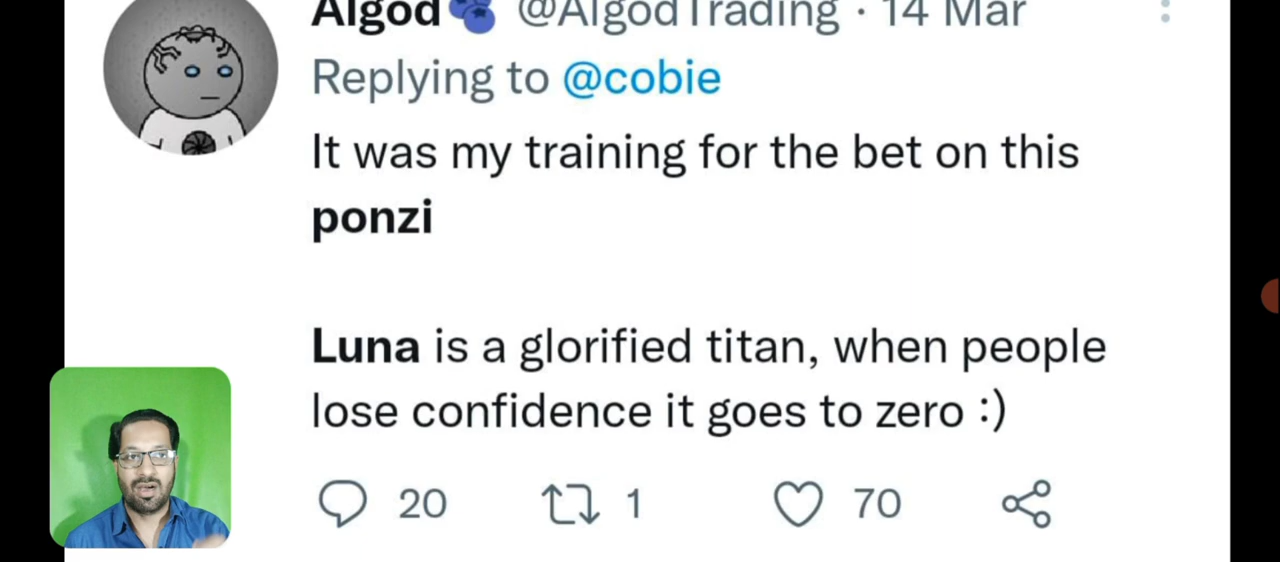 Algod @AlgodTrading · 14 Mar
Replying to @cobie
It was my training for the bet on this
ponzi
Luna is a glorified titan, when people
lose confidence it goes to zero :)
20 1 70